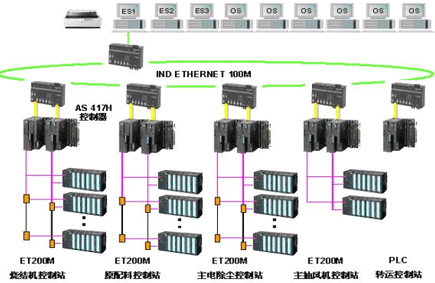 ES1 ES2 ES3 OS OS OS OS OS
IND ETHERNET 100M
AS 417H
控制器
ET200M ET200M ET200M ET200M PLC
烧结机控制站 原配料控制站 主电除尘控制站 主抽风机控制站 转运控制站